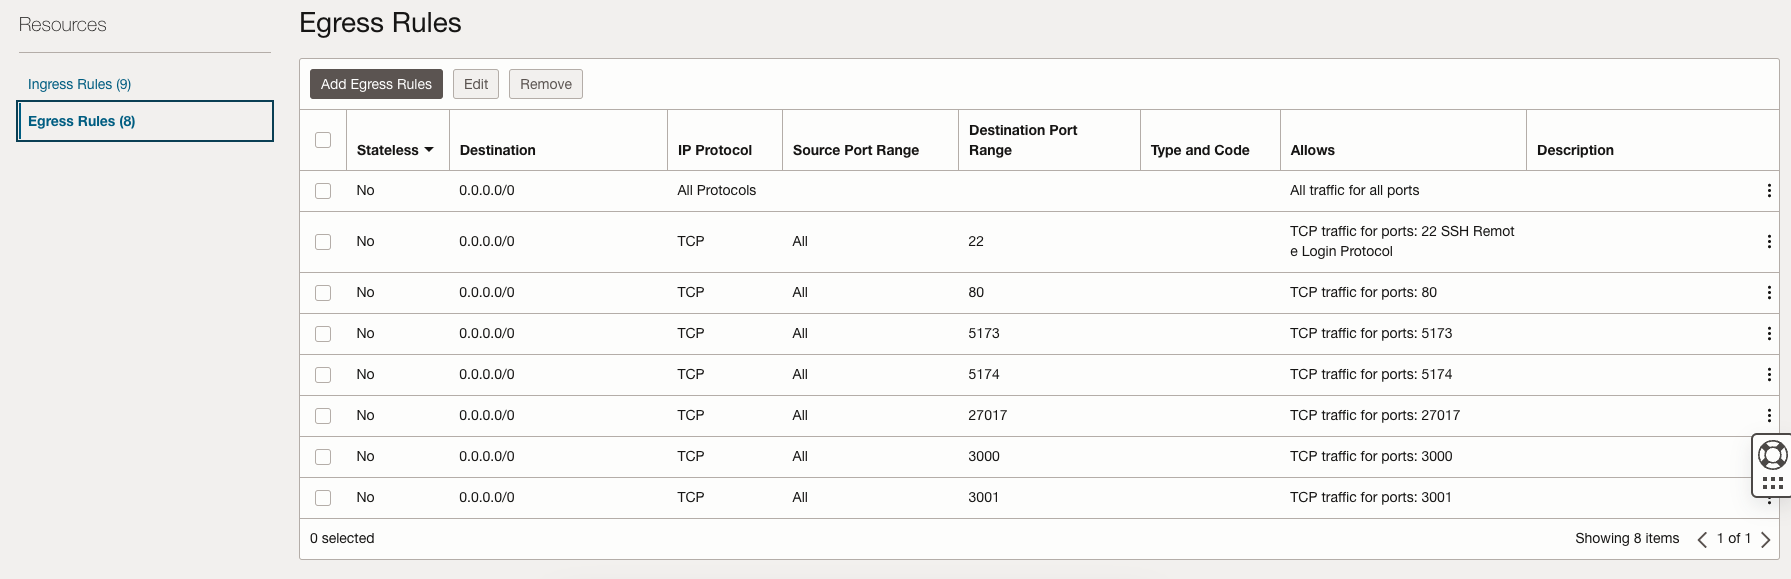 Resources
Ingress Rules (9)
Egress Rules (8)
Egress Rules
Add Egress Rules Edit Remove
Stateless Destination IP Protocol Source Port Range Destination Port Range Type and Code Allows Description
No 0.0.0.0/0 All Protocols All traffic for all ports
No 0.0.0.0/0 TCP All 22 TCP traffic for ports: 22 SSH Remot
e Login Protocol
No 0.0.0.0/0 TCP All 80 TCP traffic for ports: 80
No 0.0.0.0/0 TCP All 5173 TCP traffic for ports: 5173
No 0.0.0.0/0 TCP All 5174 TCP traffic for ports: 5174
No 0.0.0.0/0 TCP All 27017 TCP traffic for ports: 27017
No 0.0.0.0/0 TCP All 3000 TCP traffic for ports: 3000
No 0.0.0.0/0 TCP All 3001 TCP traffic for ports: 3001
0 selected Showing 8 items 1 of 1